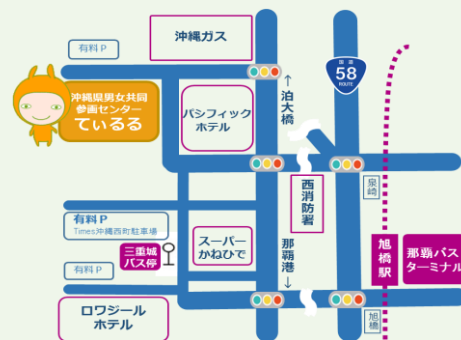 有料P
沖縄ガス
国道
58
ROUTE
↑泊大橋
沖縄県男女共同
参画センター
ているる
パシフィック
ホテル
西消防署
泉崎
有料P
Times沖縄西町駐車場
三重城
バス停
スーパー
かねひで
那覇港↓
旭橋駅
那覇バス
ターミナル
有料P
ロワジール
ホテル
旭橋